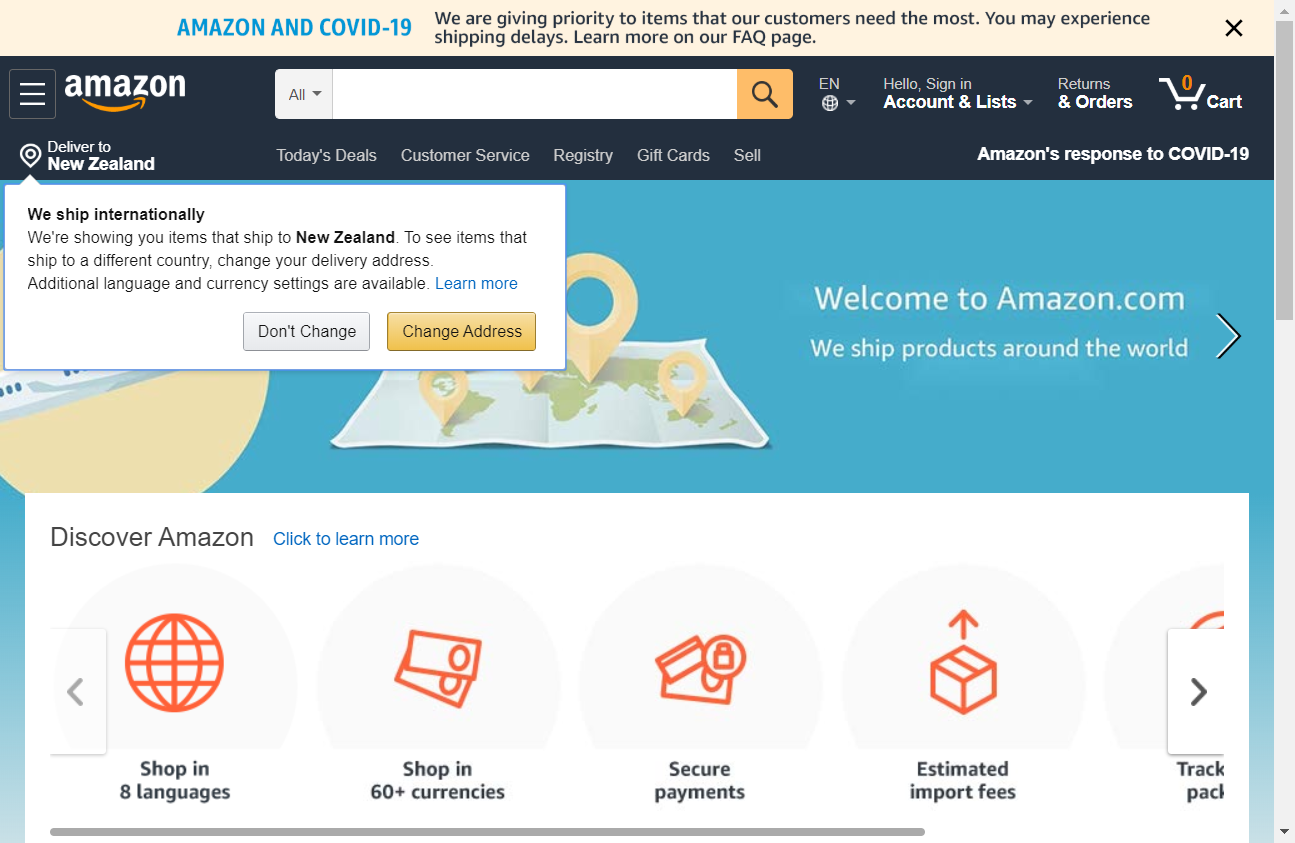 AMAZON AND COVID-19
We are giving priority to items that our customers need the most. You may experience
shipping delays. Learn more on our FAQ page.
amazon
All
EN
Hello, Sign in
Account & Lists
Returns
& Orders
0
Cart
Deliver to
New Zealand
Today's Deals
Customer Service
Registry
Gift Cards
Sell
Amazon's response to COVID-19
We ship internationally
We're showing you items that ship to New Zealand. To see items that
ship to a different country, change your delivery address.
Additional language and currency settings are available. Learn more
Don't Change
Change Address
Welcome to Amazon.com
We ship products around the world
Discover Amazon
Click to learn more
Shop in
8 languages
Shop in
60+ currencies
Secure
payments
Estimated
import fees
Track
pack